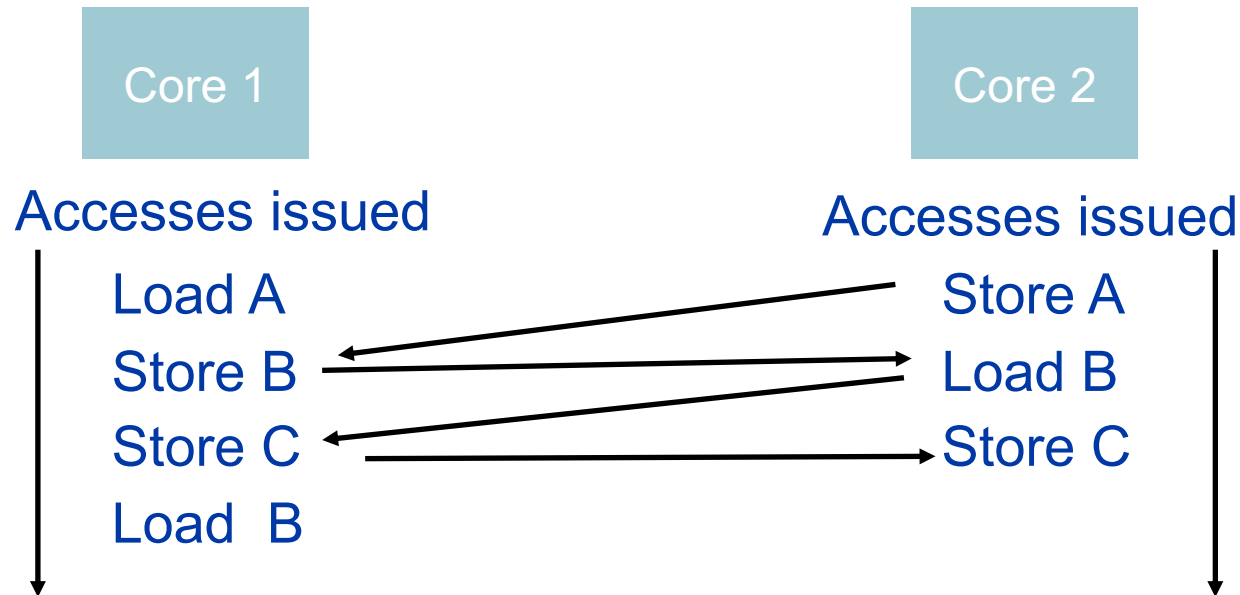 Core 1
Core 2
Accesses issued
Accesses issued
Load A
Store A
Store B
Load B
Store C
Store C
Load B